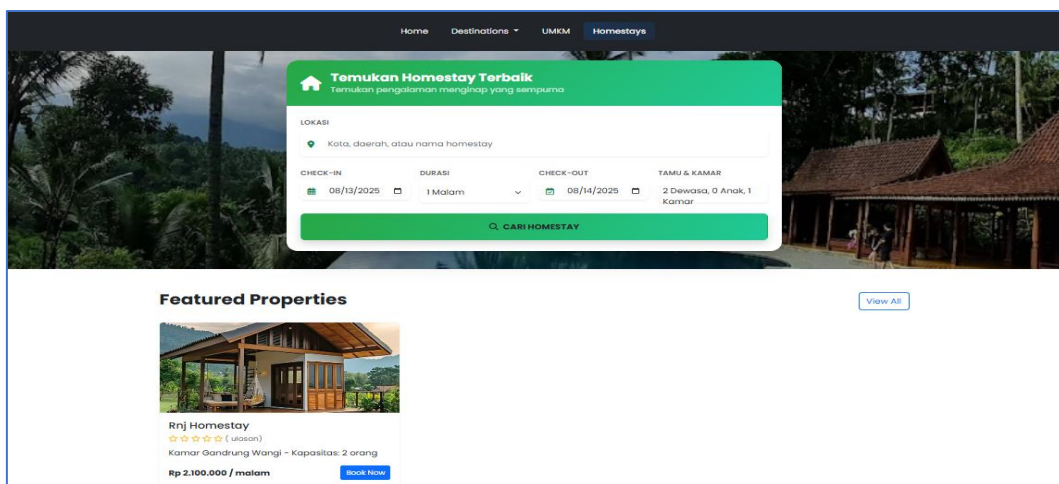 Home Destinations UMKM Homestays
Temukan Homestay Terbaik
Temukan pengalaman menginap yang sempurna
LOKASI
Kota, daerah, atau nama homestay
CHECK-IN DURASI CHECK-OUT TAMU & KAMAR
08/13/2025 1 Malam 08/14/2025 2 Dewasa, 0 Anak, 1
Kamar
CARI HOMESTAY
Featured Properties View All
Rnj Homestay
( ulasan)
Kamar Gandrung Wangi - Kapasitas: 2 orang
Rp 2.100.000 / malam Book Now